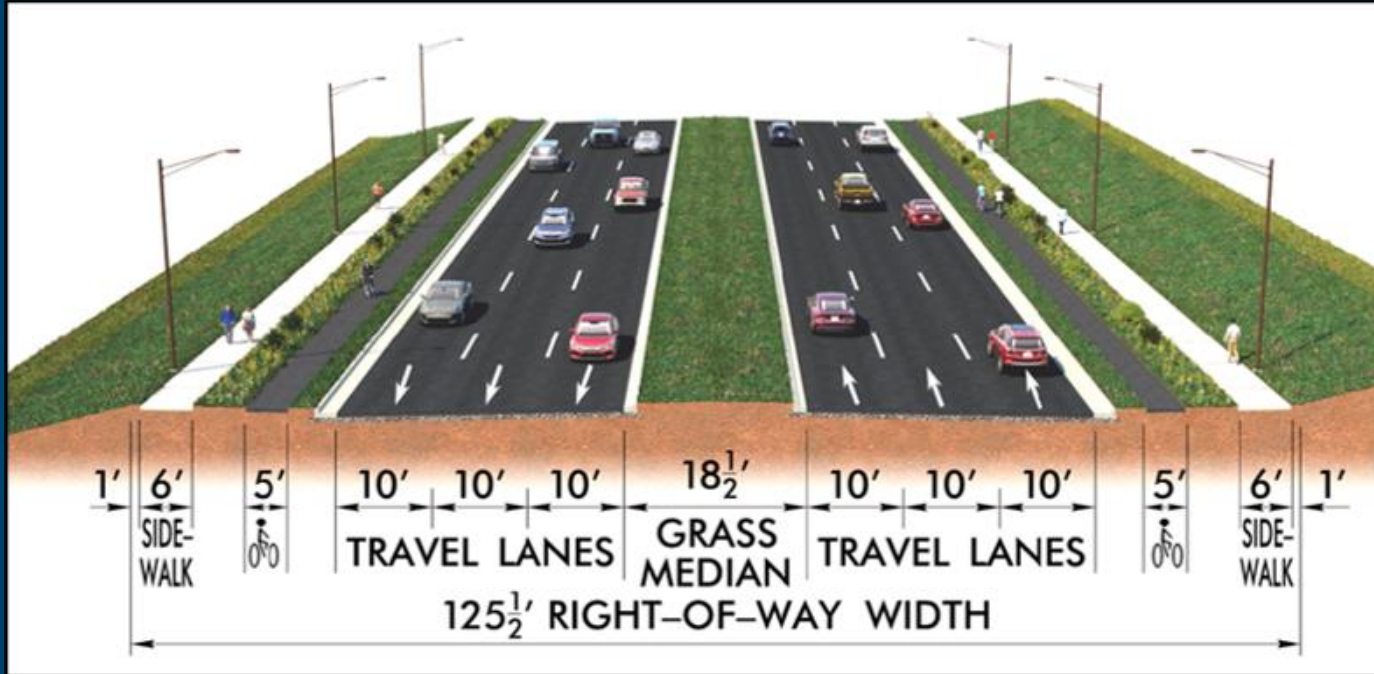 1′ 6′ 5′ 10′ 10′ 10′ 18½′ 10′ 10′ 10′ 5′ 6′ 1′
SIDE–
WALK
TRAVEL LANES
GRASS
MEDIAN
TRAVEL LANES
SIDE–
WALK
125½′ RIGHT–OF–WAY WIDTH